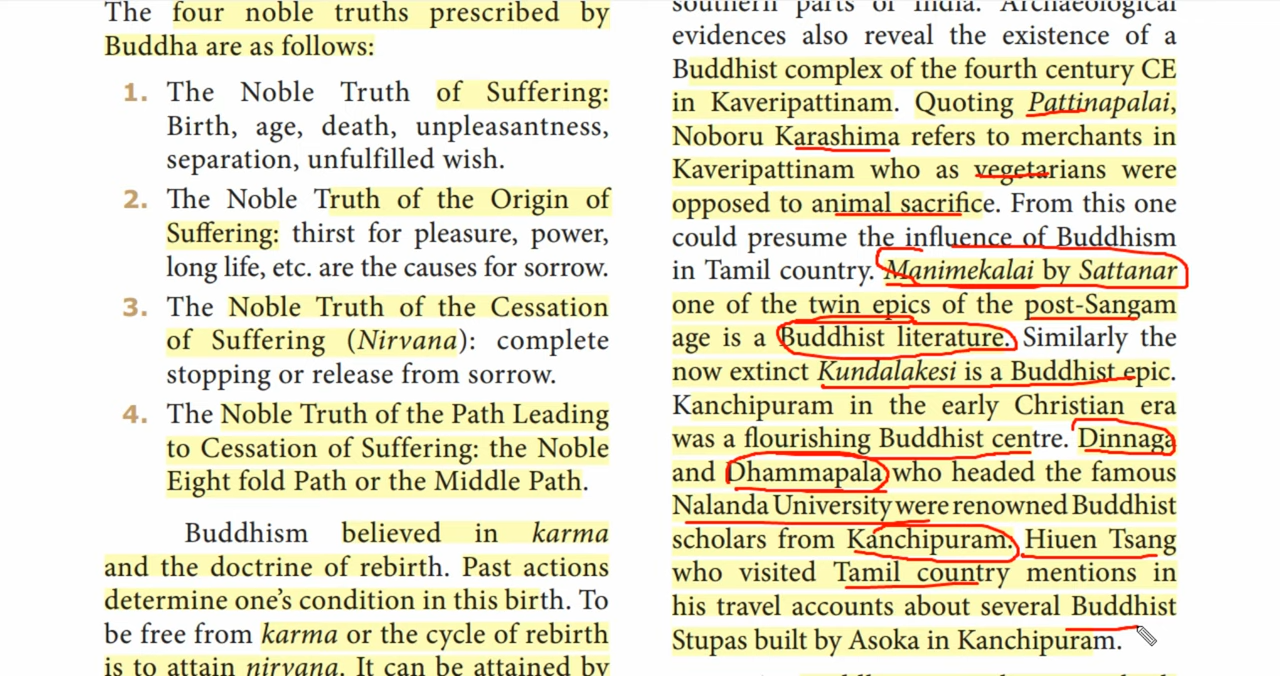 The four noble truths prescribed by
Buddha are as follows:
1. The Noble Truth of Suffering:
Birth, age, death, unpleasantness,
separation, unfulfilled wish.
2. The Noble Truth of the Origin of
Suffering: thirst for pleasure, power,
long life, etc. are the causes for sorrow.
3. The Noble Truth of the Cessation
of Suffering (Nirvana): complete
stopping or release from sorrow.
4. The Noble Truth of the Path Leading
to Cessation of Suffering: the Noble
Eight fold Path or the Middle Path.
Buddhism believed in karma
and the doctrine of rebirth. Past actions
determine one's condition in this birth. To
be free from karma or the cycle of rebirth
is to attain nirvana. It can be attained by
southern parts of India. Archaeological
evidences also reveal the existence of a
Buddhist complex of the fourth century CE
in Kaveripattinam. Quoting Pattinapalai,
Noboru Karashima refers to merchants in
Kaveripattinam who as vegetarians were
opposed to animal sacrifice. From this one
could presume the influence of Buddhism
in Tamil country. Manimekalai by Sattanar
one of the twin epics of the post-Sangam
age is a Buddhist literature. Similarly the
now extinct Kundalakesi is a Buddhist epic.
Kanchipuram in the early Christian era
was a flourishing Buddhist centre. Dinnaga
and Dhammapala who headed the famous
Nalanda University were renowned Buddhist
scholars from Kanchipuram. Hiuen Tsang
who visited Tamil country mentions in
his travel accounts about several Buddhist
Stupas built by Asoka in Kanchipuram.